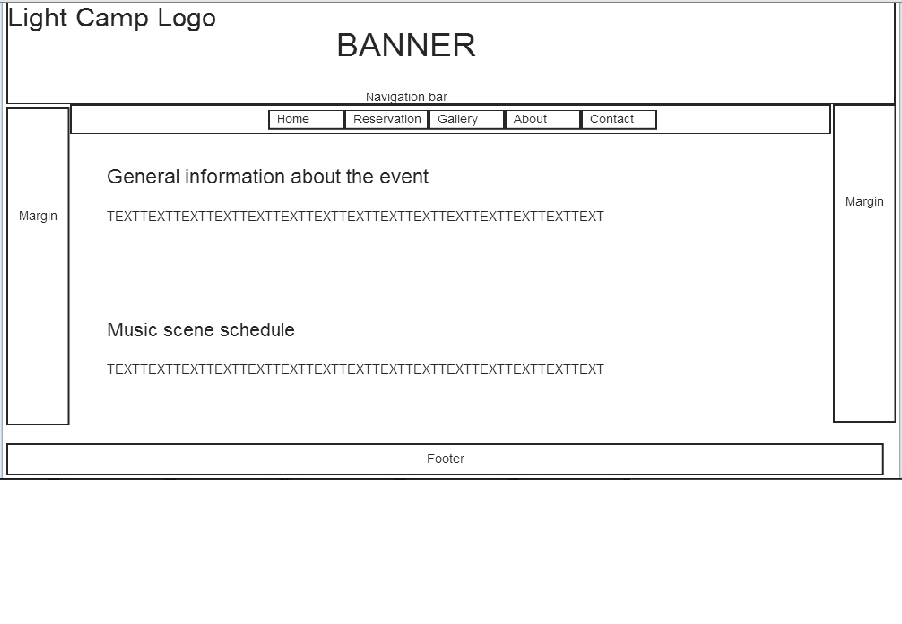 Light Camp Logo
BANNER
Navigation bar
Home Reservation Gallery About Contact
General information about the event
Margin
Margin
TEXTTEXTTEXTTEXTTEXTTEXTTEXTTEXTTEXTTEXTTEXTTEXTTEXTTEXTTEXT
Music scene schedule
TEXTTEXTTEXTTEXTTEXTTEXTTEXTTEXTTEXTTEXTTEXTTEXTTEXTTEXTTEXT
Footer